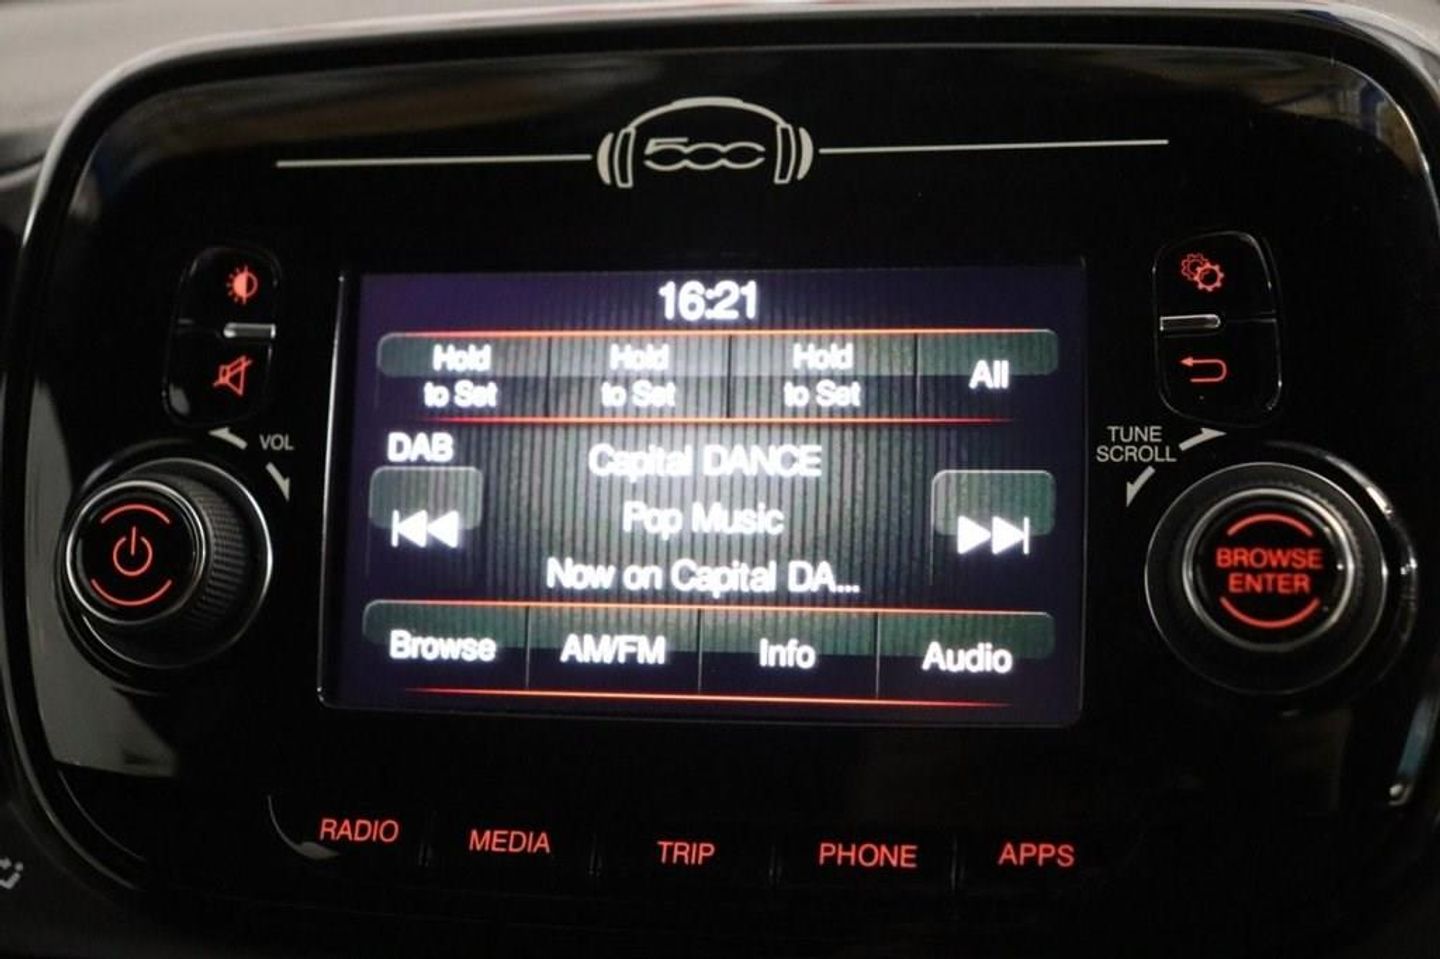 500
16:21
Hold
to Set
Hold
to Set
Hold
to Set
All
VOL
DAB
Capital DANCE
TUNE
SCROLL
Pop Music
Now on Capital DA...
BROWSE
ENTER
Browse
AM/FM
Info
Audio
RADIO
MEDIA
TRIP
PHONE
APPS